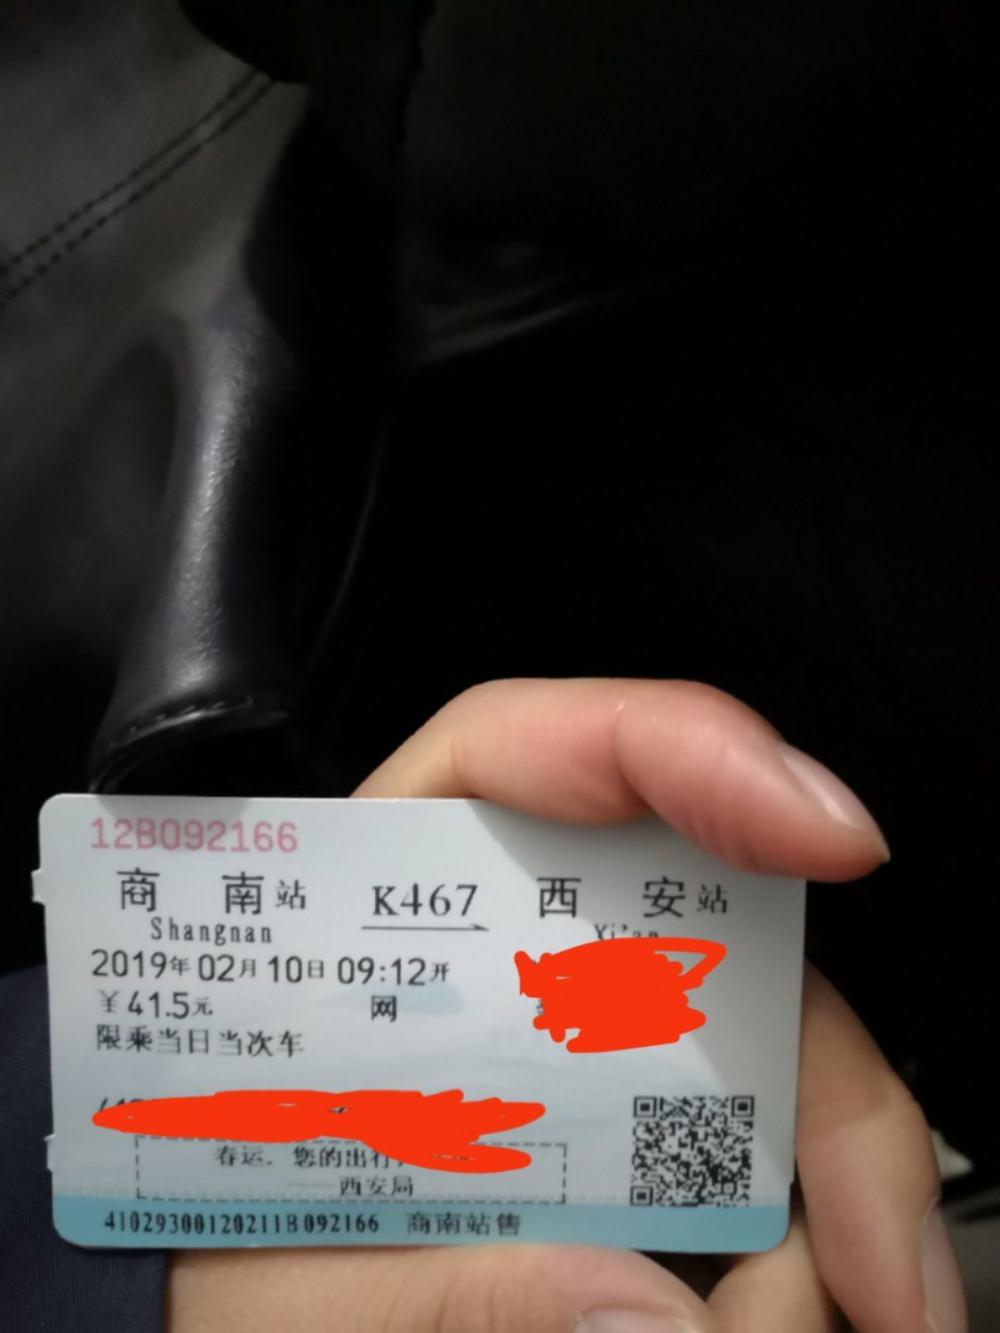 12B092166
商南站 K467 西安站
Shangnan Xi'an
2019年02月10日 09:12开
￥41.5元 网
限乘当日当次车
春运，您的出行
——西安局
41029300120211B092166 商南站售